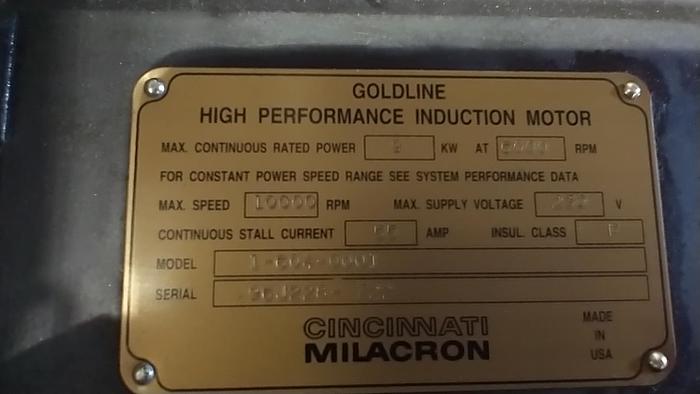 GOLDLINE
HIGH PERFORMANCE INDUCTION MOTOR
MAX. CONTINUOUS RATED POWER 9 KW AT RPM
FOR CONSTANT POWER SPEED RANGE SEE SYSTEM PERFORMANCE DATA
MAX. SPEED 10000 RPM MAX. SUPPLY VOLTAGE V
CONTINUOUS STALL CURRENT AMP INSUL. CLASS F
MODEL
SERIAL
CINCINNATI
MILACRON
MADE
IN
USA